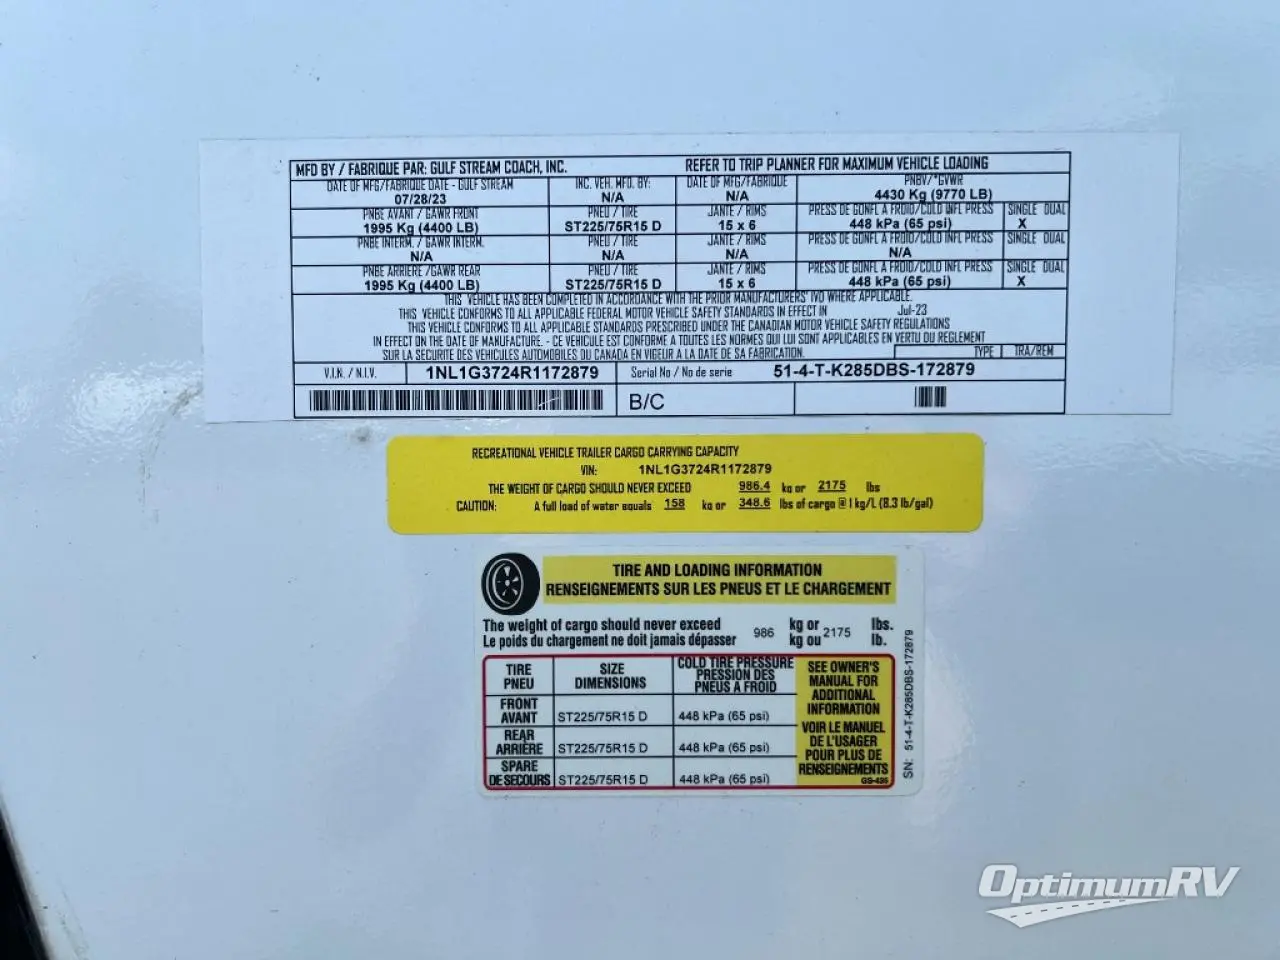 MFD BY / FABRIQUE PAR: GULF STREAM COACH, INC. REFER TO TRIP PLANNER FOR MAXIMUM VEHICLE LOADING
DATE OF MFG/FABRIQUE DATE - GULF STREAM INC. VEH. MFD. BY: DATE OF MFG/FABRIQUE PNBV/*GVWR
07/28/23 N/A N/A 4430 Kg (9770 LB)
PNBE AVANT / GAWR FRONT PNEU / TIRE JANTE / RIMS PRESS DE GONFL A FROID/COLD INFL PRESS SINGLE DUAL
1995 Kg (4400 LB) ST225/75R15 D 15 x 6 448 kPa (65 psi) X
PNBE INTERM. / GAWR INTERM. PNEU / TIRE JANTE / RIMS PRESS DE GONFL A FROID/COLD INFL PRESS SINGLE DUAL
N/A N/A N/A N/A
PNBE ARRIERE /GAWR REAR PNEU / TIRE JANTE / RIMS PRESS DE GONFL A FROID/COLD INFL PRESS SINGLE DUAL
1995 Kg (4400 LB) ST225/75R15 D 15 x 6 448 kPa (65 psi) X
THIS VEHICLE HAS BEEN COMPLETED IN ACCORDANCE WITH THE PRIOR MANUFACTURERS' IVD WHERE APPLICABLE.
THIS VEHICLE CONFORMS TO ALL APPLICABLE FEDERAL MOTOR VEHICLE SAFETY STANDARDS IN EFFECT IN Jul-23
THIS VEHICLE CONFORMS TO ALL APPLICABLE STANDARDS PRESCRIBED UNDER THE CANADIAN MOTOR VEHICLE SAFETY REGULATIONS
IN EFFECT ON THE DATE OF MANUFACTURE. - CE VEHICULE EST CONFORME A TOUTES LES NORMES QUI LUI SONT APPLICABLES EN VERTU DU REGLEMENT
SUR LA SECURITE DES VEHICULES AUTOMOBILES DU CANADA EN VIGEUR A LA DATE DE SA FABRICATION. TYPE TRA/REM
V.I.N. / N.I.V. 1NL1G3724R1172879 Serial No / No de serie 51-4-T-K285DBS-172879
B/C
RECREATIONAL VEHICLE TRAILER CARGO CARRYING CAPACITY
VIN: 1NL1G3724R1172879
THE WEIGHT OF CARGO SHOULD NEVER EXCEED 986.4 kg or 2175 lbs
CAUTION: A full load of water equals 158 kg or 348.6 lbs of cargo @ 1 kg/L (8.3 lb/gal)
TIRE AND LOADING INFORMATION
RENSEIGNEMENTS SUR LES PNEUS ET LE CHARGEMENT
The weight of cargo should never exceed 986 kg or 2175 lbs.
Le poids du chargement ne doit jamais dépasser kg ou lb.
TIRE SIZE COLD TIRE PRESSURE
PNEU DIMENSIONS PRESSION DES
PNEUS A FROID
FRONT
AVANT ST225/75R15 D 448 kPa (65 psi)
REAR
ARRIÈRE ST225/75R15 D 448 kPa (65 psi)
SPARE
DE SECOURS ST225/75R15 D 448 kPa (65 psi)
SEE OWNER'S
MANUAL FOR
ADDITIONAL
INFORMATION
VOIR LE MANUEL
DE L'USAGER
POUR PLUS DE
RENSEIGNEMENTS
GS-435
SN: 51-4-T-K285DBS-172879
OptimumRV